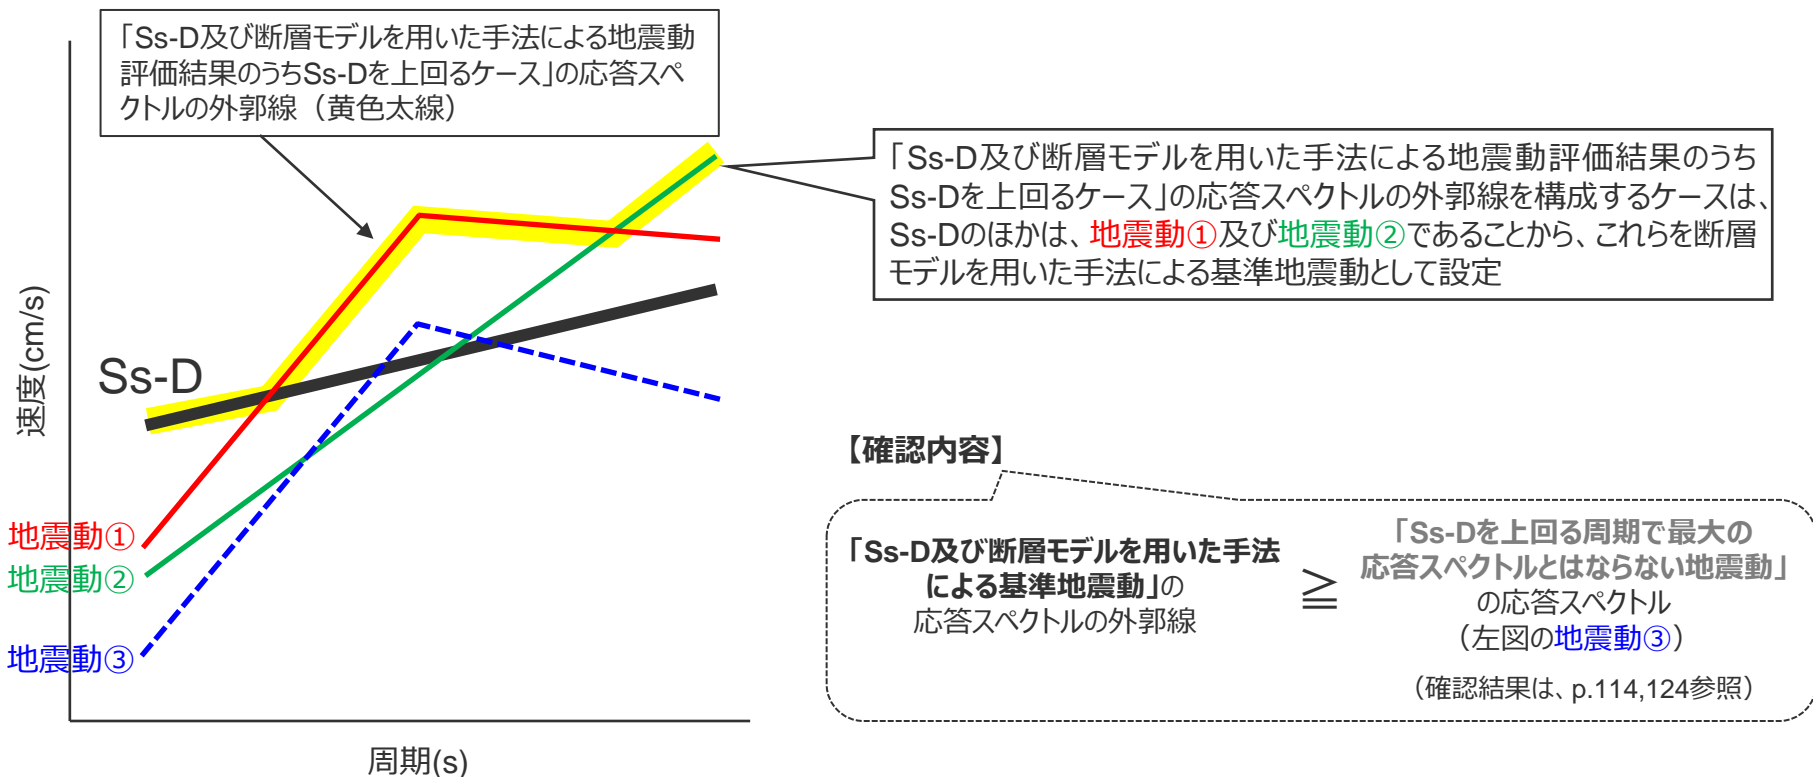 「Ss-D及び断層モデルを用いた手法による地震動
評価結果のうちSs-Dを上回るケース」の応答スペ
クトルの外郭線（黄色太線）
「Ss-D及び断層モデルを用いた手法による地震動評価結果のうち
Ss-Dを上回るケース」の応答スペクトルの外郭線を構成するケースは、
Ss-Dのほかは、地震動①及び地震動②であることから、これらを断層
モデルを用いた手法による基準地震動として設定
速度(cm/s)
Ss-D
地震動①
地震動②
地震動③
周期(s)
【確認内容】
「Ss-D及び断層モデルを用いた手法
による基準地震動」の
応答スペクトルの外郭線
≧
「Ss-Dを上回る周期で最大の
応答スペクトルとはならない地震動」
の応答スペクトル
（左図の地震動③）
（確認結果は、p.114,124参照）